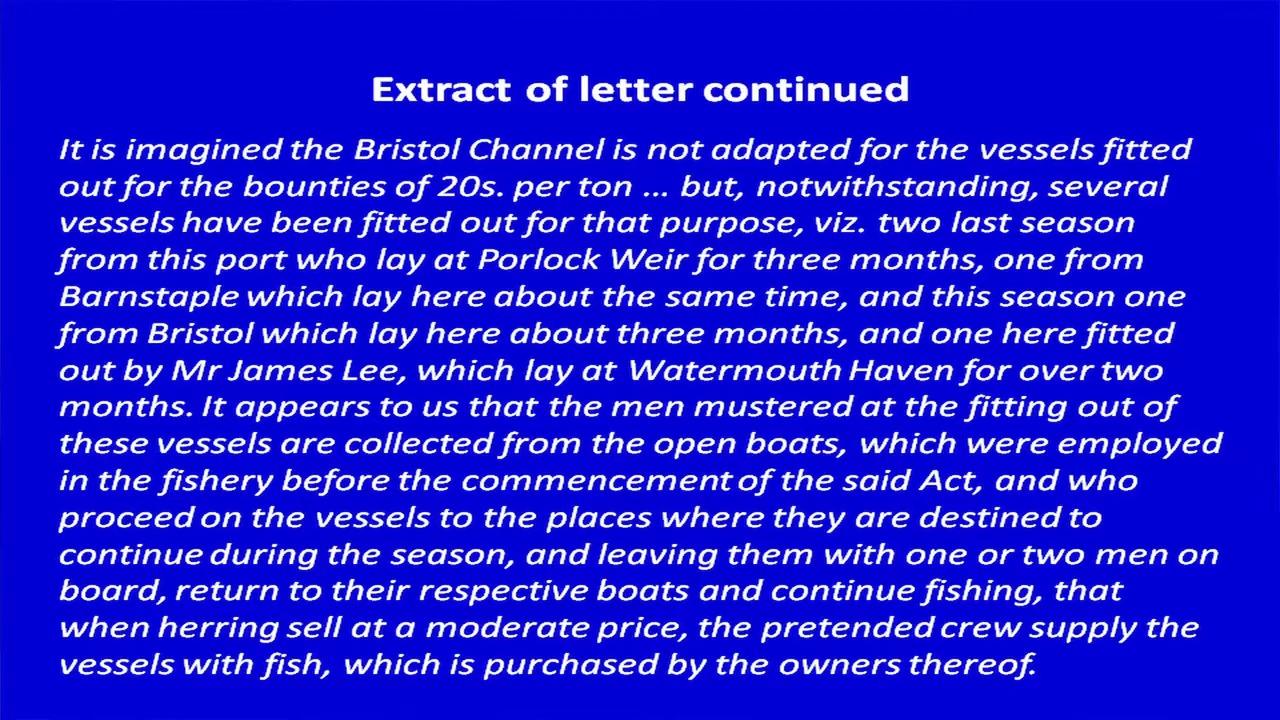 Extract of letter continued
It is imagined the Bristol Channel is not adapted for the vessels fitted
out for the bounties of 20s. per ton ... but, notwithstanding, several
vessels have been fitted out for that purpose, viz. two last season
from this port who lay at Porlock Weir for three months, one from
Barnstaple which lay here about the same time, and this season one
from Bristol which lay here about three months, and one here fitted
out by Mr James Lee, which lay at Watermouth Haven for over two
months. It appears to us that the men mustered at the fitting out of
these vessels are collected from the open boats, which were employed
in the fishery before the commencement of the said Act, and who
proceed on the vessels to the places where they are destined to
continue during the season, and leaving them with one or two men on
board, return to their respective boats and continue fishing, that
when herring sell at a moderate price, the pretended crew supply the
vessels with fish, which is purchased by the owners thereof.